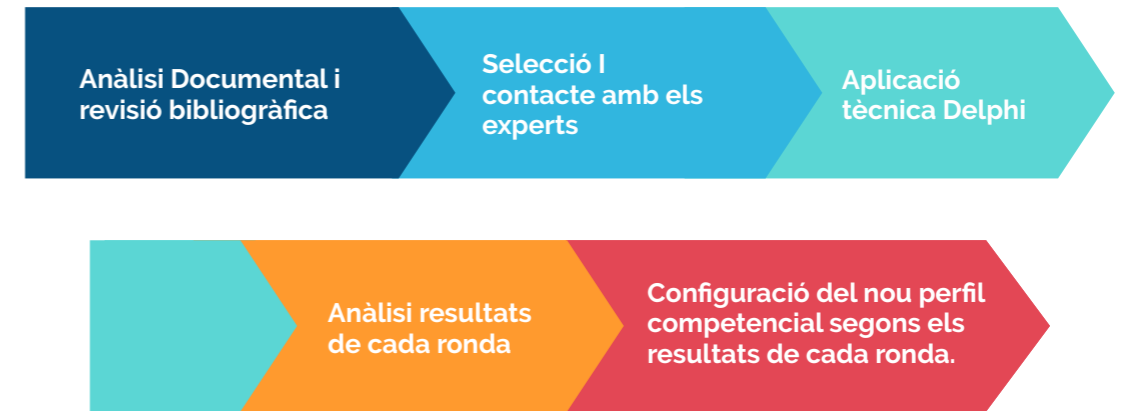 Anàlisi Documental i
revisió bibliogràfica
Selecció I
contacte amb els
experts
Aplicació
tècnica Delphi
Anàlisi resultats
de cada ronda
Configuració del nou perfil
competencial segons els
resultats de cada ronda.